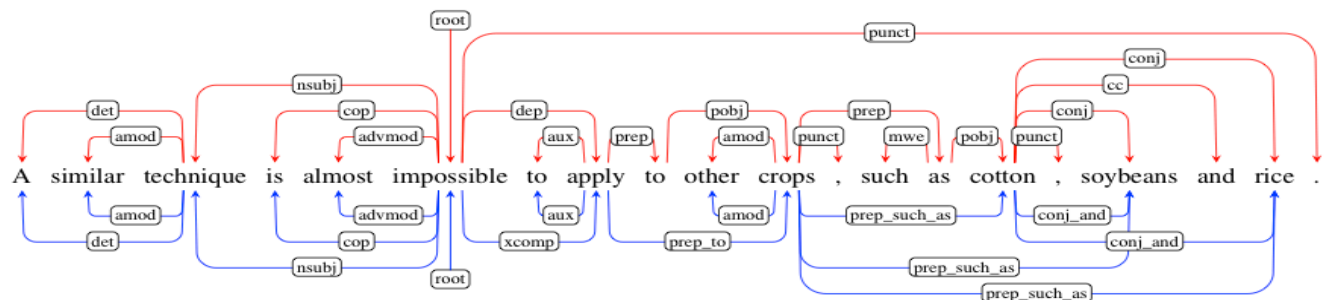 root
punct
conj
nsubj cc
det cop dep pobj prep conj
amod advmod aux prep amod punct mwe pobj punct
A similar technique is almost impossible to apply to other crops , such as cotton , soybeans and rice .
amod advmod aux amod prep_such_as conj_and
det cop xcomp prep_to conj_and
nsubj prep_such_as
root
prep_such_as